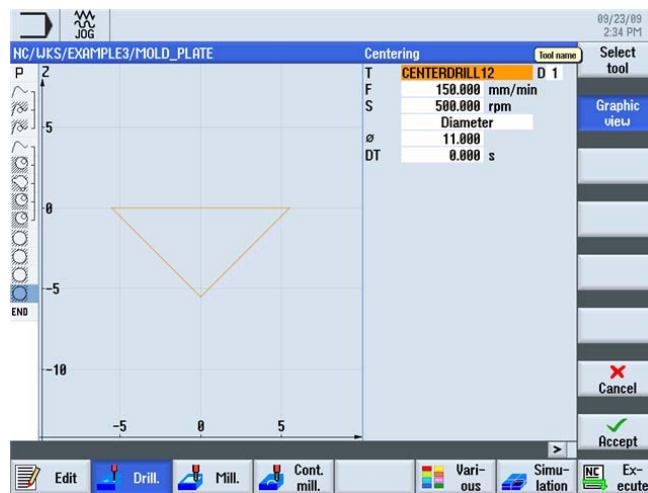 JOG
09/23/09
2:34 PM
NC/WKS/EXAMPLE3/MOLD_PLATE
Centering
Tool name
Select
tool
P
Z
T CENTERDRILL12 D 1
F 150.000 mm/min
S 500.000 rpm
Diameter
ø 11.000
DT 0.000 s
Graphic
view
-5
-0
--5
--10
END
-5
0
5
Cancel
Accept
>
Edit
Drill.
Mill.
Cont.
mill.
Vari-
ous
Simu-
lation
NC
Ex-
ecute